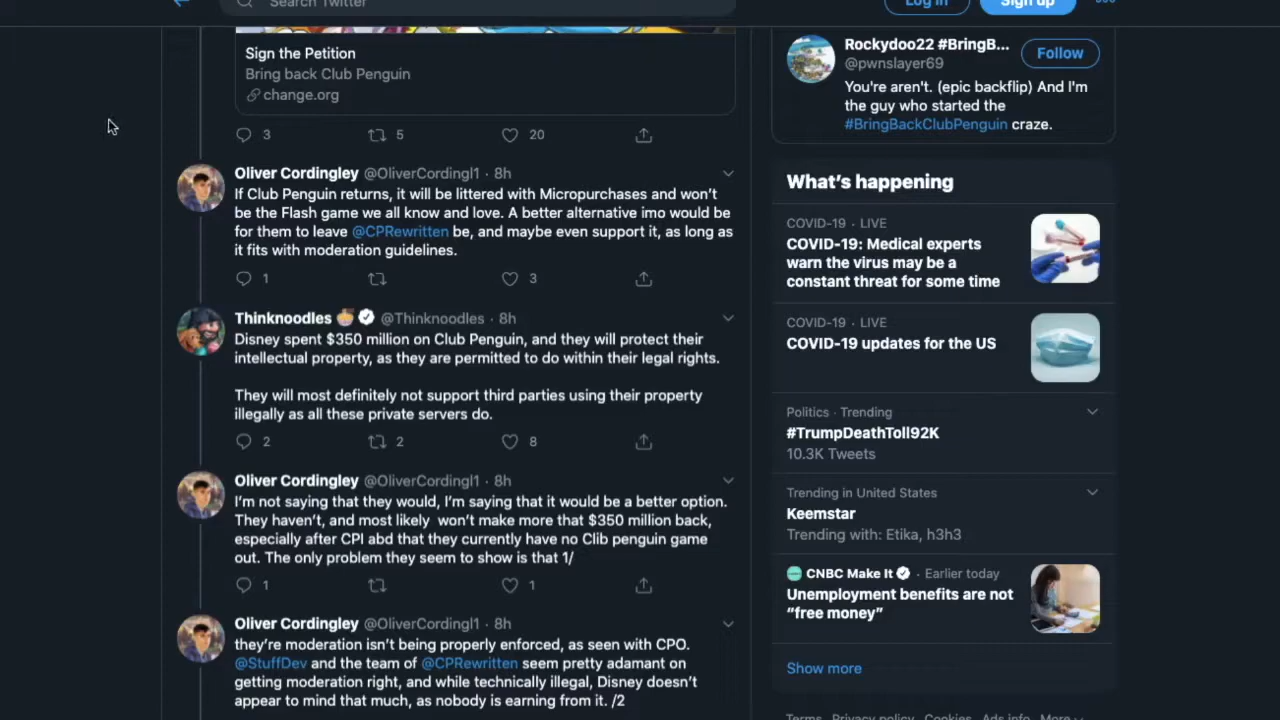 Search Twitter
Log in
Sign up
Sign the Petition
Bring back Club Penguin
change.org
3 5 20
Oliver Cordingley @OliverCordingl1 · 8h
If Club Penguin returns, it will be littered with Micropurchases and won't
be the Flash game we all know and love. A better alternative imo would be
for them to leave @CPRewritten be, and maybe even support it, as long as
it fits with moderation guidelines.
1 3
Thinknoodles @Thinknoodles · 8h
Disney spent $350 million on Club Penguin, and they will protect their
intellectual property, as they are permitted to do within their legal rights.
They will most definitely not support third parties using their property
illegally as all these private servers do.
2 2 8
Oliver Cordingley @OliverCordingl1 · 8h
I'm not saying that they would, I'm saying that it would be a better option.
They haven't, and most likely won't make more that $350 million back,
especially after CPI abd that they currently have no Clib penguin game
out. The only problem they seem to show is that 1/
1 1
Oliver Cordingley @OliverCordingl1 · 8h
they're moderation isn't being properly enforced, as seen with CPO.
@StuffDev and the team of @CPRewritten seem pretty adamant on
getting moderation right, and while technically illegal, Disney doesn't
appear to mind that much, as nobody is earning from it. /2
Rockydoo22 #BringB...
@pwnslayer69
Follow
You're aren't. (epic backflip) And I'm
the guy who started the
#BringBackClubPenguin craze.
What's happening
COVID-19 · LIVE
COVID-19: Medical experts
warn the virus may be a
constant threat for some time
COVID-19 · LIVE
COVID-19 updates for the US
Politics · Trending
#TrumpDeathToll92K
10.3K Tweets
Trending in United States
Keemstar
Trending with: Etika, h3h3
CNBC Make It · Earlier today
Unemployment benefits are not
"free money"
Show more
Terms Privacy policy Cookies Ads info More